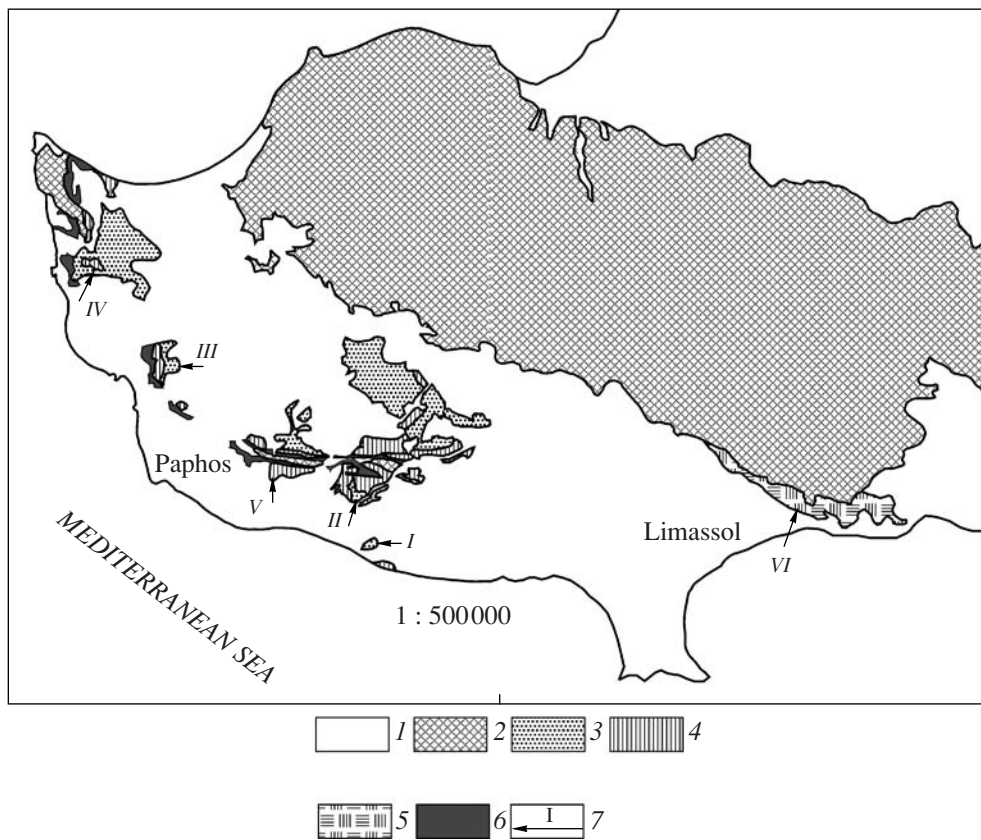 IV
III
Paphos
V
II
I
Limassol
VI
MEDITERRANEAN SEA
1 : 500000
1 2 3 4
5 6 I 7